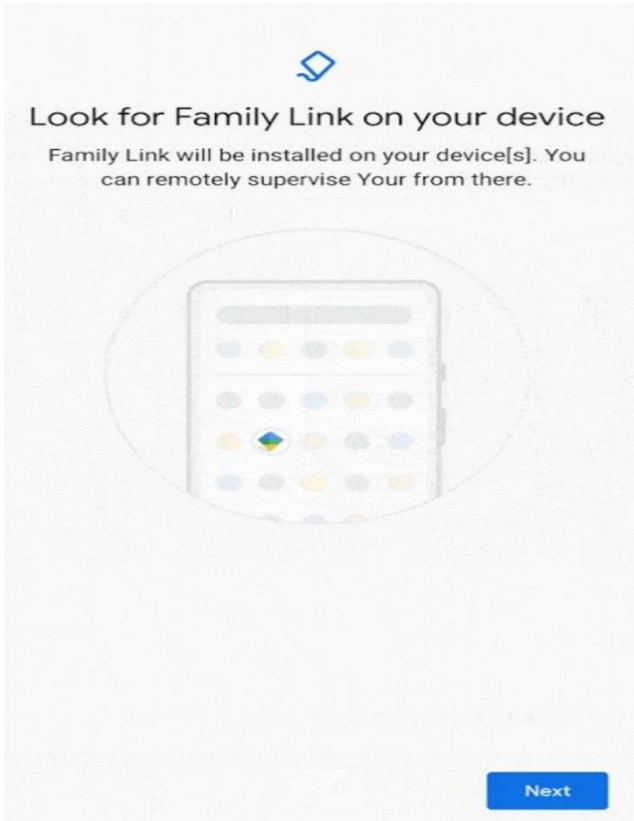 Look for Family Link on your device
Family Link will be installed on your device[s]. You
can remotely supervise Your from there.
Next